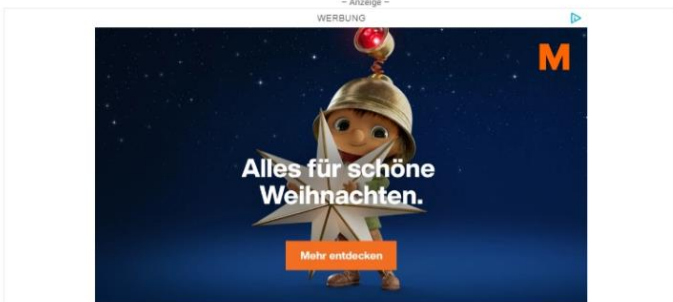 – Anzeige –
WERBUNG
M
Alles für schöne
Weihnachten.
Mehr entdecken